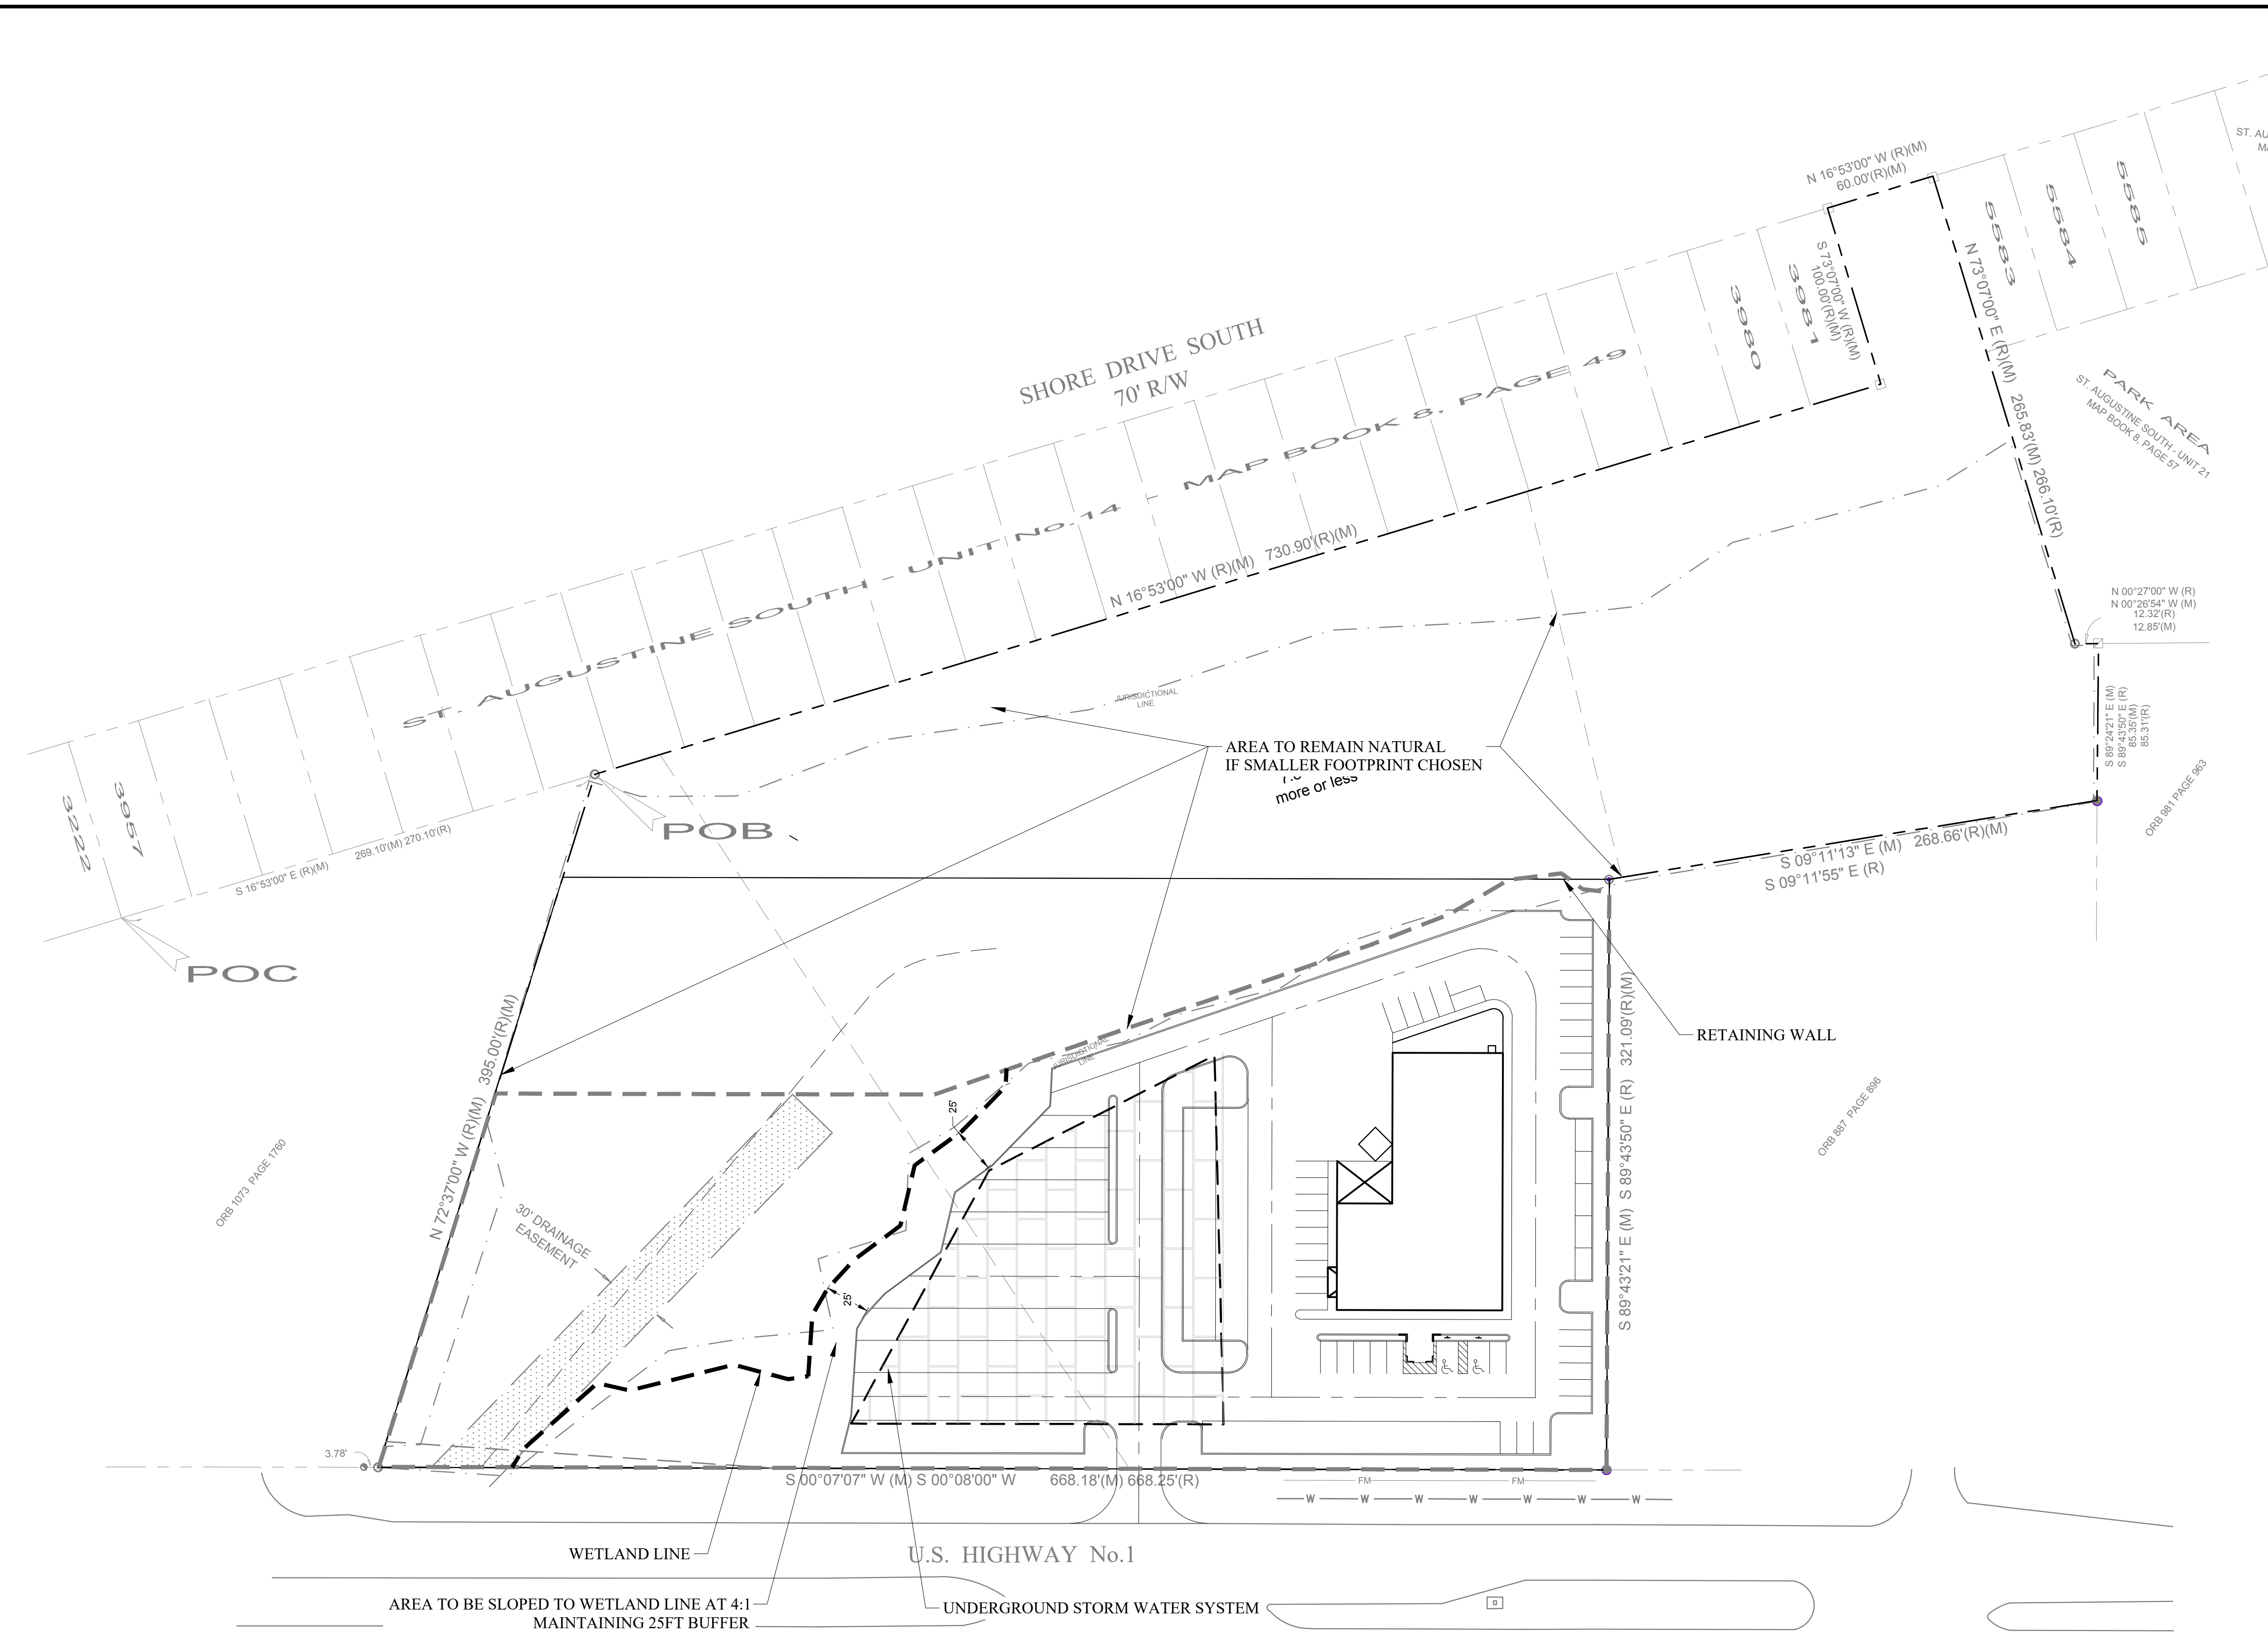 ST. AU
MA
N 16°53'00" W (R)(M)
60.00'(R)(M)
5585
5584
5583
3981
3980
S 73°07'00" W (R)(M)
100.00'(R)(M)
N 73°07'00" E (R)(M) 265.83'(M) 266.10'(R)
SHORE DRIVE SOUTH
70' R/W
ST. AUGUSTINE SOUTH - UNIT No. 14 - MAP BOOK 8, PAGE 49
PARK AREA
ST. AUGUSTINE SOUTH - UNIT 21
MAP BOOK 8, PAGE 57
N 16°53'00" W (R)(M) 730.90'(R)(M)
N 00°27'00" W (R)
N 00°26'54" W (M)
12.32'(R)
12.85'(M)
JURISDICTIONAL
LINE
S 89°24'21" E (M)
S 89°43'50" E (R)
85.35'(M)
85.31'(R)
AREA TO REMAIN NATURAL
IF SMALLER FOOTPRINT CHOSEN
more or less
3222
3957
POB
S 16°53'00" E (R)(M) 269.10'(M) 270.10'(R)
S 09°11'13" E (M) 268.66'(R)(M)
S 09°11'55" E (R)
ORB 981 PAGE 963
POC
N 72°37'00" W (R)(M) 395.00'(R)(M)
RETAINING WALL
S 89°43'21" E (M) S 89°43'50" E (R) 321.09'(R)(M)
JURISDICTIONAL
LINE
25'
ORB 887 PAGE 896
ORB 1073 PAGE 1760
30' DRAINAGE
EASEMENT
25'
3.78'
S 00°07'07" W (M) S 00°08'00" W 668.18'(M) 668.25'(R)
FM FM
W W W W W W W
WETLAND LINE
U.S. HIGHWAY No.1
AREA TO BE SLOPED TO WETLAND LINE AT 4:1
MAINTAINING 25FT BUFFER
UNDERGROUND STORM WATER SYSTEM